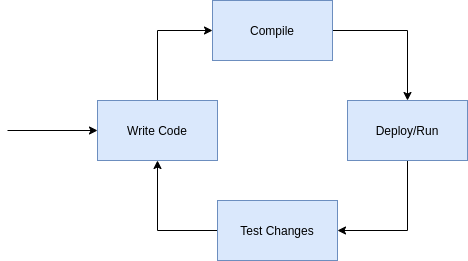 Compile
Write Code
Deploy/Run
Test Changes